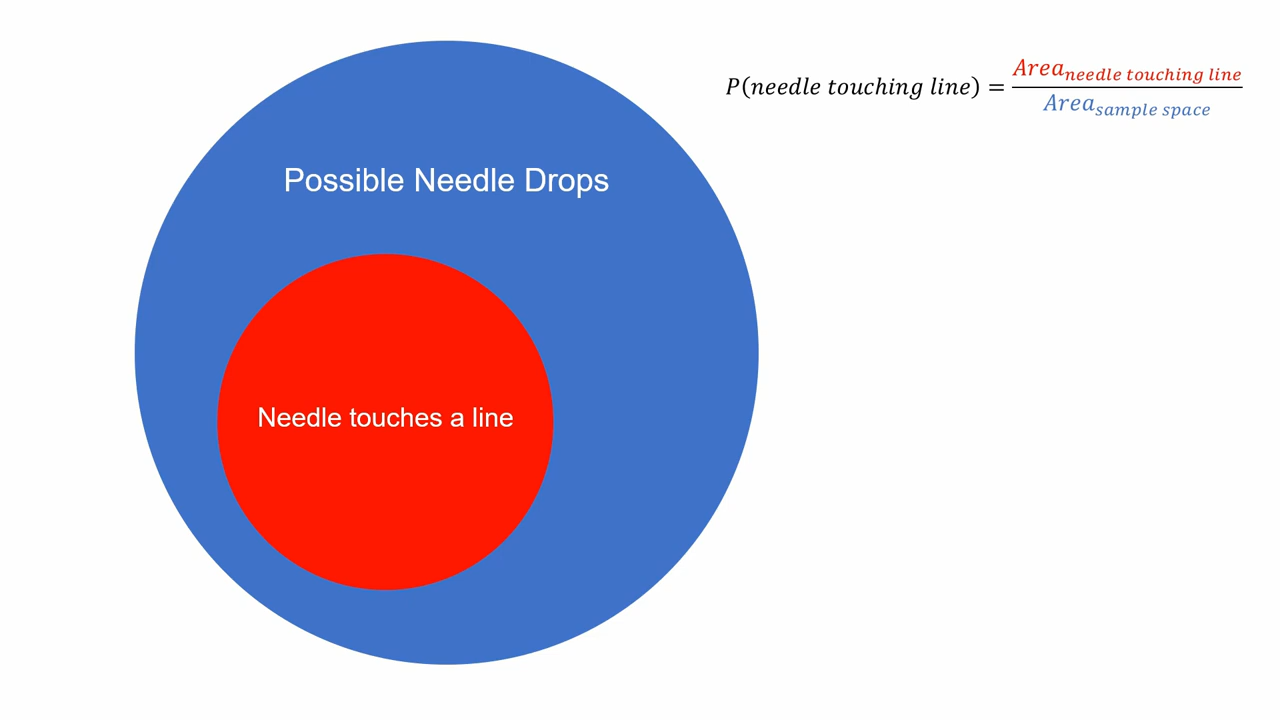 P(needle touching line) = Area_needle touching line / Area_sample space
Possible Needle Drops
Needle touches a line